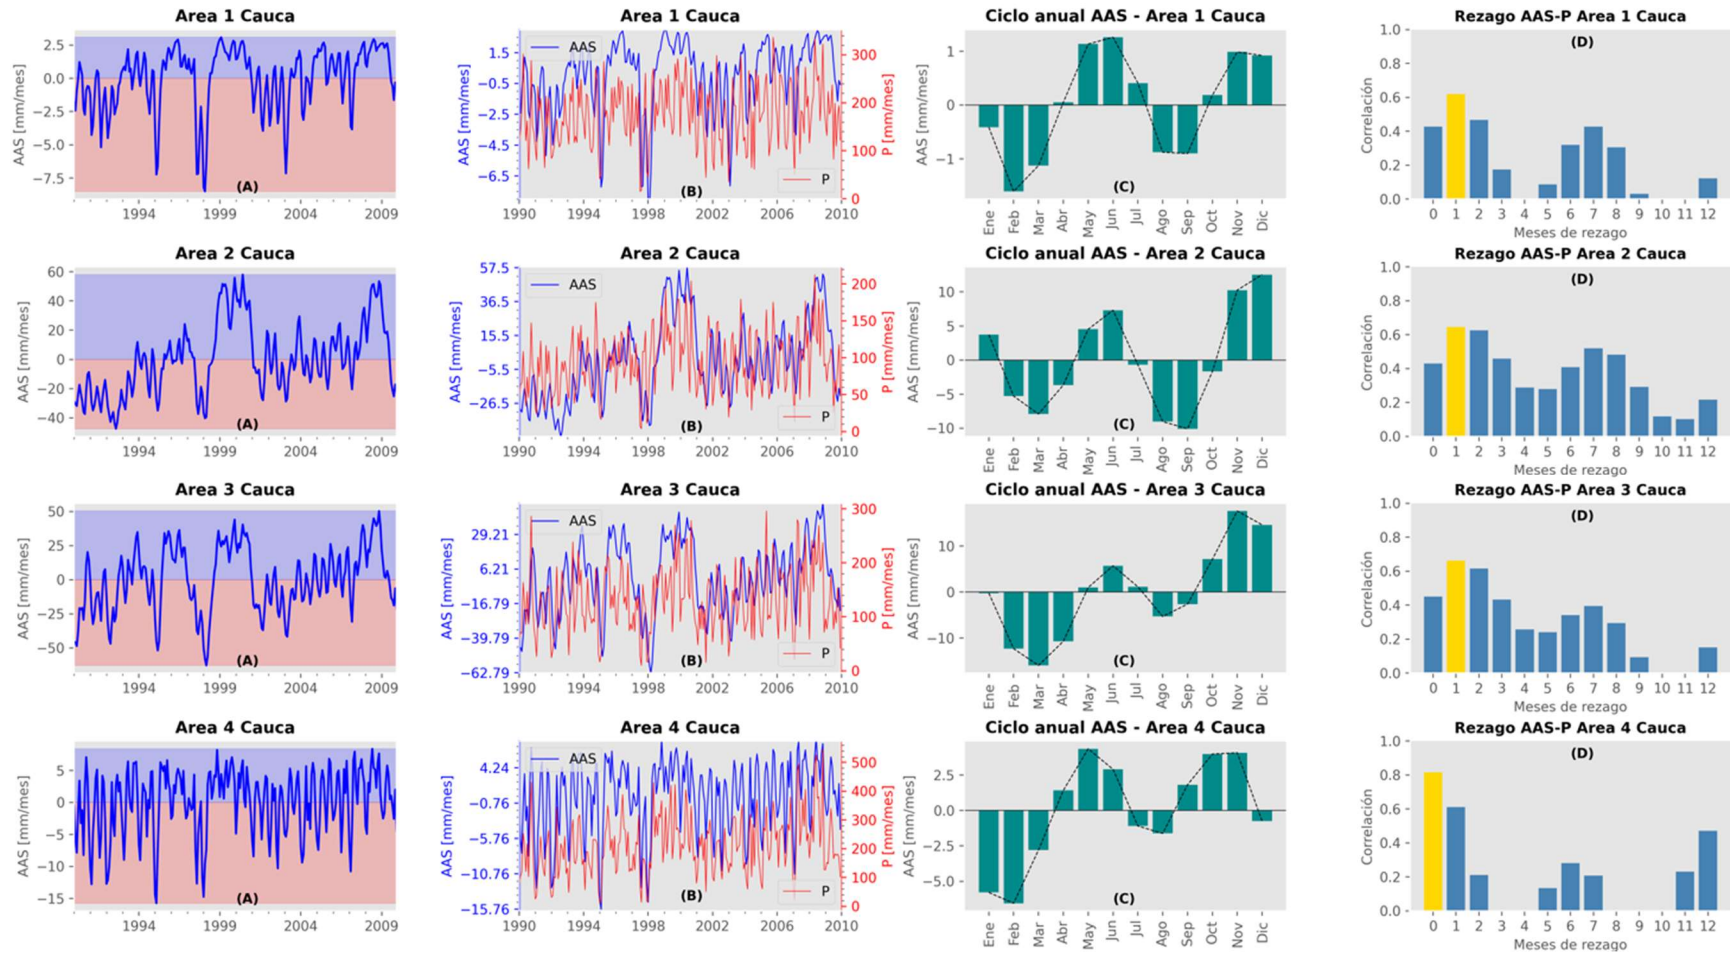 Area 1 Cauca
AAS [mm/mes]
2.5
0.0
−2.5
−5.0
−7.5
(A)
1994 1999 2004 2009
Area 1 Cauca
AAS [mm/mes]
1.5
−0.5
−2.5
−4.5
−6.5
AAS
P
(B)
300
200
100
0
P [mm/mes]
1990 1994 1998 2002 2006 2010
Ciclo anual AAS - Area 1 Cauca
AAS [mm/mes]
1
0
−1
(C)
Ene Feb Mar Abr May Jun Jul Ago Sep Oct Nov Dic
Rezago AAS-P Area 1 Cauca
(D)
Correlación
1.0
0.8
0.6
0.4
0.2
0.0
0 1 2 3 4 5 6 7 8 9 10 11 12
Meses de rezago
Area 2 Cauca
AAS [mm/mes]
60
40
20
0
−20
−40
(A)
1994 1999 2004 2009
Area 2 Cauca
AAS [mm/mes]
57.5
36.5
15.5
−5.5
−26.5
AAS
P
(B)
200
150
100
50
0
P [mm/mes]
1990 1994 1998 2002 2006 2010
Ciclo anual AAS - Area 2 Cauca
AAS [mm/mes]
10
5
0
−5
−10
(C)
Ene Feb Mar Abr May Jun Jul Ago Sep Oct Nov Dic
Rezago AAS-P Area 2 Cauca
(D)
Correlación
1.0
0.8
0.6
0.4
0.2
0.0
0 1 2 3 4 5 6 7 8 9 10 11 12
Meses de rezago
Area 3 Cauca
AAS [mm/mes]
50
25
0
−25
−50
(A)
1994 1999 2004 2009
Area 3 Cauca
AAS [mm/mes]
29.21
6.21
−16.79
−39.79
−62.79
AAS
P
(B)
300
200
100
0
P [mm/mes]
1990 1994 1998 2002 2006 2010
Ciclo anual AAS - Area 3 Cauca
AAS [mm/mes]
10
0
−10
(C)
Ene Feb Mar Abr May Jun Jul Ago Sep Oct Nov Dic
Rezago AAS-P Area 3 Cauca
(D)
Correlación
1.0
0.8
0.6
0.4
0.2
0.0
0 1 2 3 4 5 6 7 8 9 10 11 12
Meses de rezago
Area 4 Cauca
AAS [mm/mes]
5
0
−5
−10
−15
(A)
1994 1999 2004 2009
Area 4 Cauca
AAS [mm/mes]
4.24
−0.76
−5.76
−10.76
−15.76
AAS
P
(B)
500
400
300
200
100
0
P [mm/mes]
1990 1994 1998 2002 2006 2010
Ciclo anual AAS - Area 4 Cauca
AAS [mm/mes]
2.5
0.0
−2.5
−5.0
(C)
Ene Feb Mar Abr May Jun Jul Ago Sep Oct Nov Dic
Rezago AAS-P Area 4 Cauca
(D)
Correlación
1.0
0.8
0.6
0.4
0.2
0.0
0 1 2 3 4 5 6 7 8 9 10 11 12
Meses de rezago